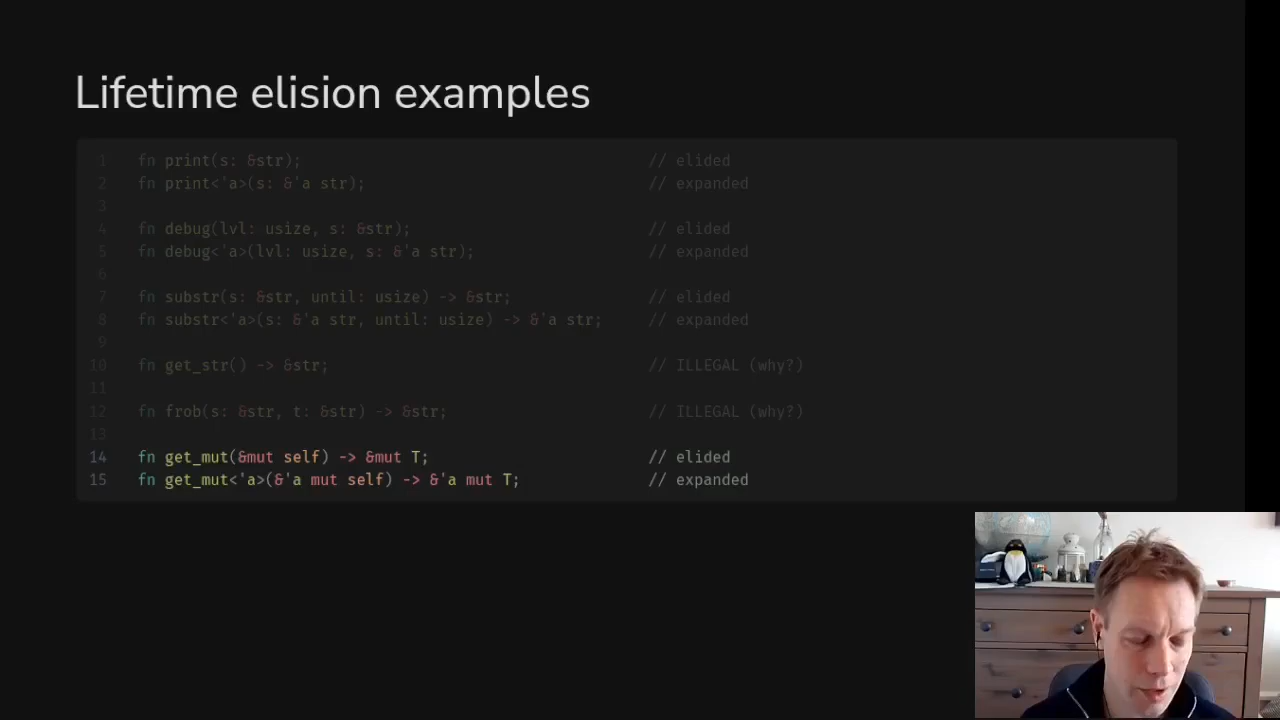 Lifetime elision examples
1 fn print(s: &str); // elided
2 fn print<'a>(s: &'a str); // expanded
3
4 fn debug(lvl: usize, s: &str); // elided
5 fn debug<'a>(lvl: usize, s: &'a str); // expanded
6
7 fn substr(s: &str, until: usize) -> &str; // elided
8 fn substr<'a>(s: &'a str, until: usize) -> &'a str; // expanded
9
10 fn get_str() -> &str; // ILLEGAL (why?)
11
12 fn frob(s: &str, t: &str) -> &str; // ILLEGAL (why?)
13
14 fn get_mut(&mut self) -> &mut T; // elided
15 fn get_mut<'a>(&'a mut self) -> &'a mut T; // expanded